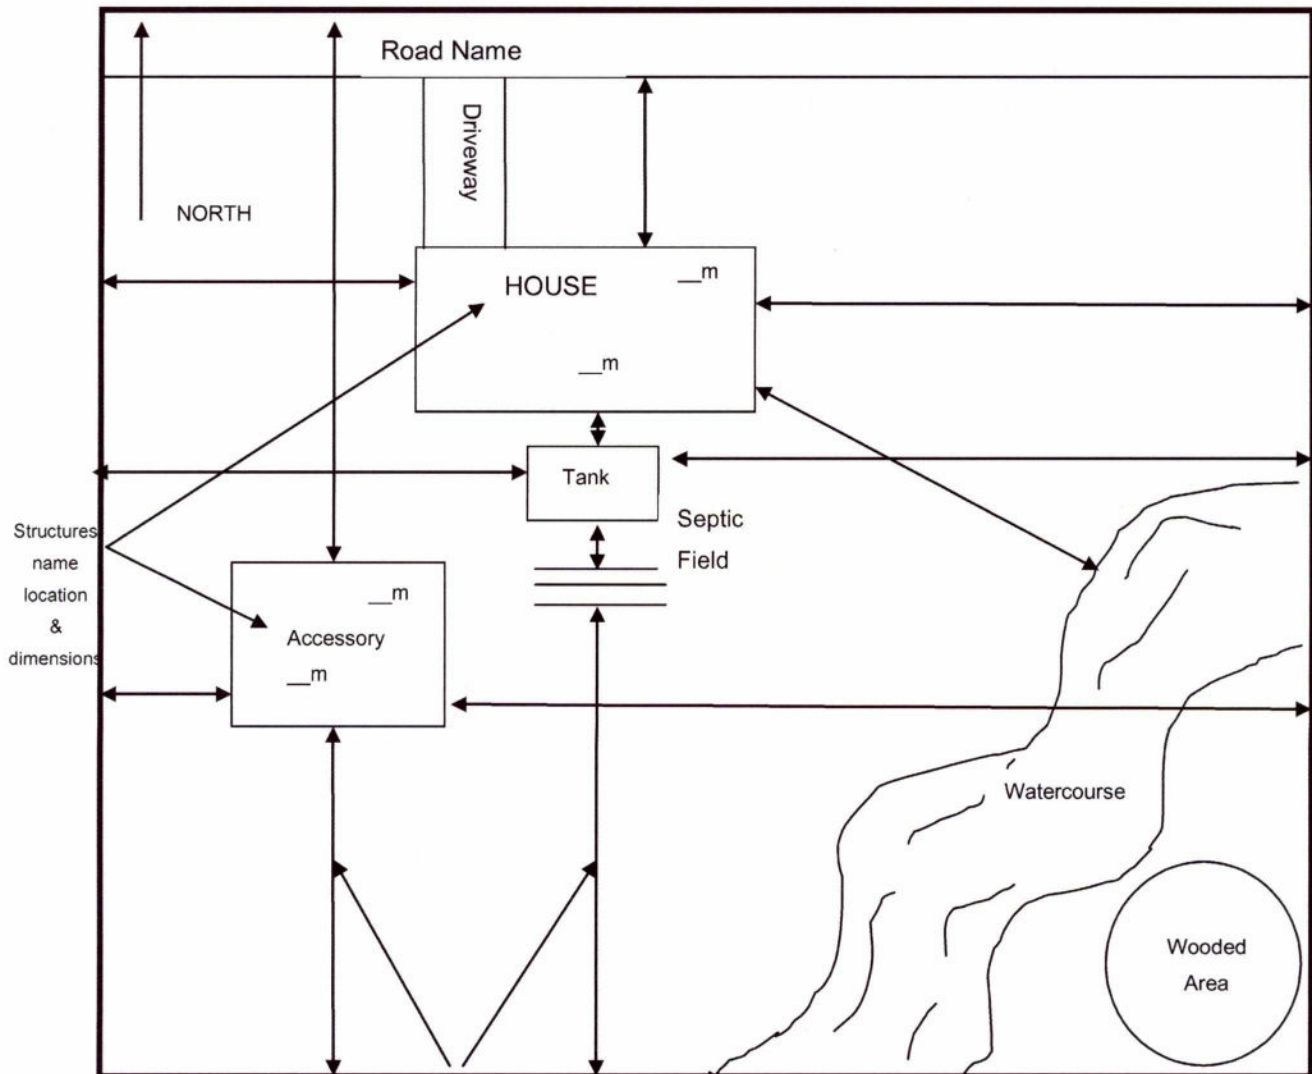 Road Name
Driveway
NORTH
HOUSE
__m
__m
Tank
Septic
Field
Structures
name
location
&
dimensions
__m
Accessory
__m
Watercourse
Wooded
Area